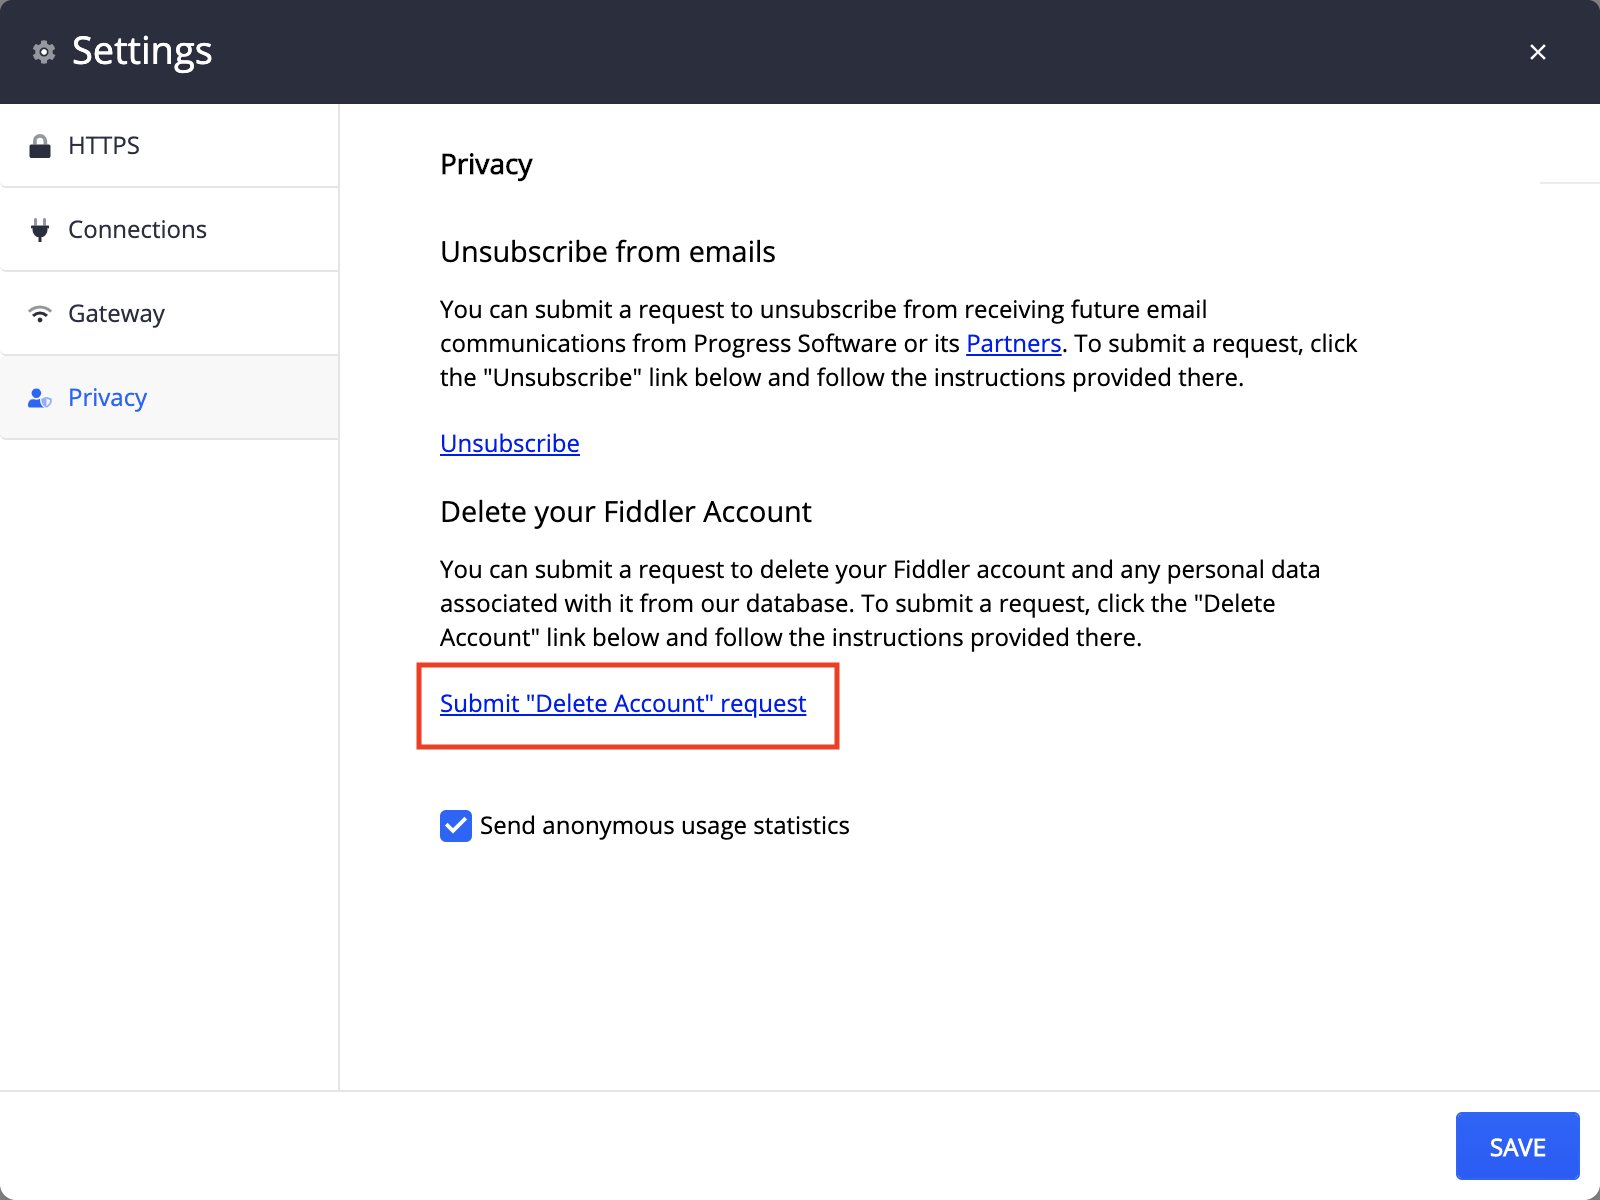 Settings
HTTPS
Connections
Gateway
Privacy
Privacy
Unsubscribe from emails
You can submit a request to unsubscribe from receiving future email
communications from Progress Software or its Partners. To submit a request, click
the "Unsubscribe" link below and follow the instructions provided there.
Unsubscribe
Delete your Fiddler Account
You can submit a request to delete your Fiddler account and any personal data
associated with it from our database. To submit a request, click the "Delete
Account" link below and follow the instructions provided there.
Submit "Delete Account" request
Send anonymous usage statistics
SAVE